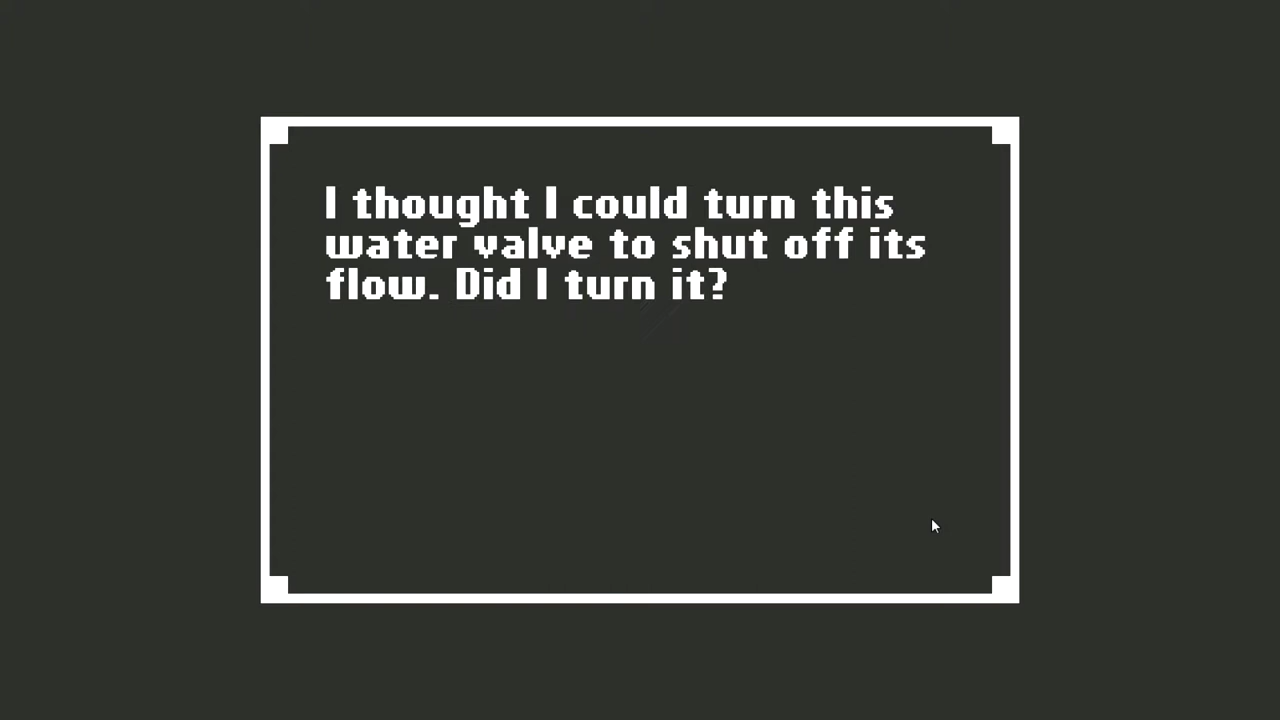 I thought I could turn this
water valve to shut off its
flow. Did I turn it?